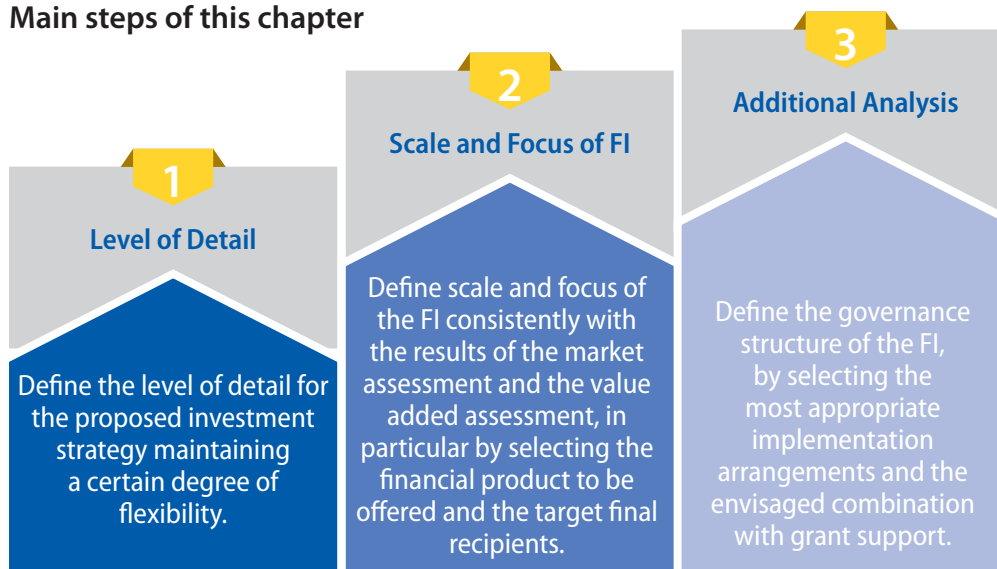 Main steps of this chapter
1
Level of Detail
Define the level of detail for
the proposed investment
strategy maintaining
a certain degree of
flexibility.
2
Scale and Focus of FI
Define scale and focus of
the FI consistently with
the results of the market
assessment and the value
added assessment, in
particular by selecting the
financial product to be
offered and the target final
recipients.
3
Additional Analysis
Define the governance
structure of the FI,
by selecting the
most appropriate
implementation
arrangements and the
envisaged combination
with grant support.